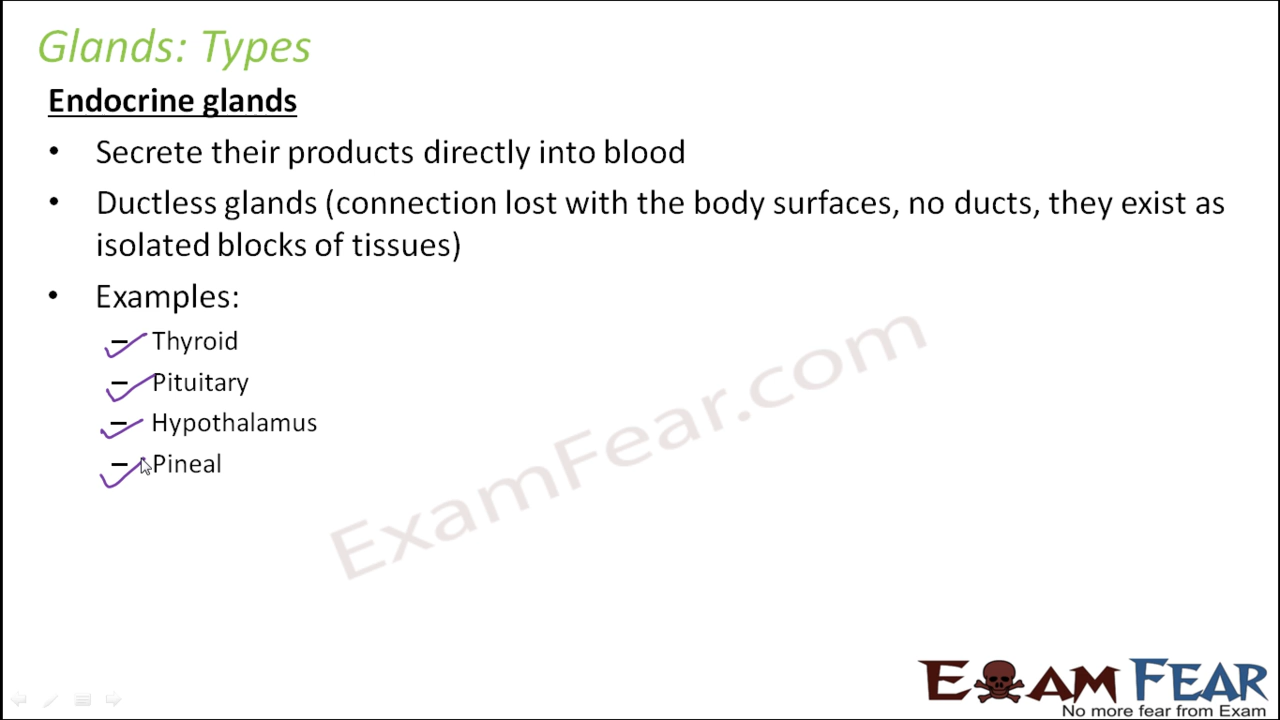 Glands: Types
Endocrine glands
• Secrete their products directly into blood
• Ductless glands (connection lost with the body surfaces, no ducts, they exist as
isolated blocks of tissues)
• Examples:
– Thyroid
– Pituitary
– Hypothalamus
– Pineal
ExamFear.com
EXAM FEAR
No more fear from Exam